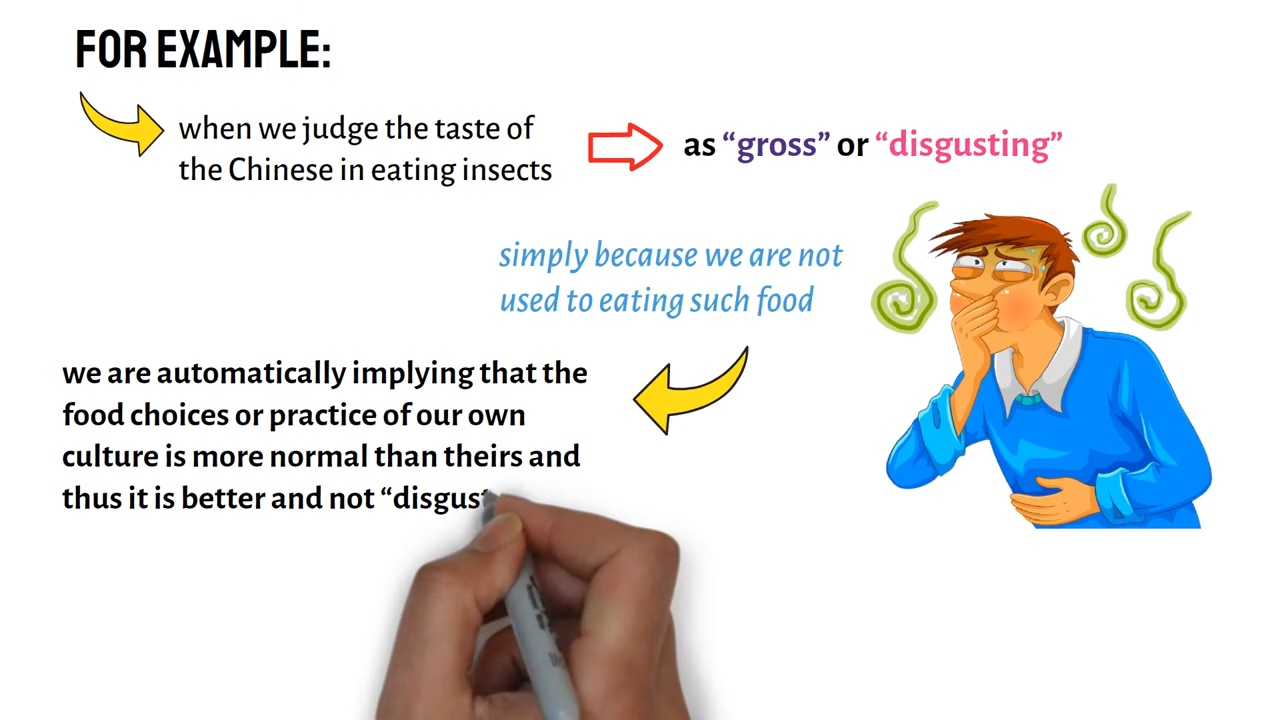 FOR EXAMPLE:
when we judge the taste of
the Chinese in eating insects
as “gross” or “disgusting”
simply because we are not
used to eating such food
we are automatically implying that the
food choices or practice of our own
culture is more normal than theirs and
thus it is better and not “disgust